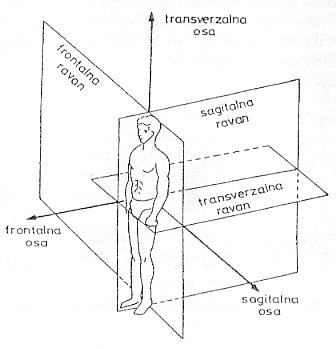 transverzalna
osa
frontalna
ravan
sagitalna
ravan
transverzalna
ravan
frontalna
osa
sagitalna
osa